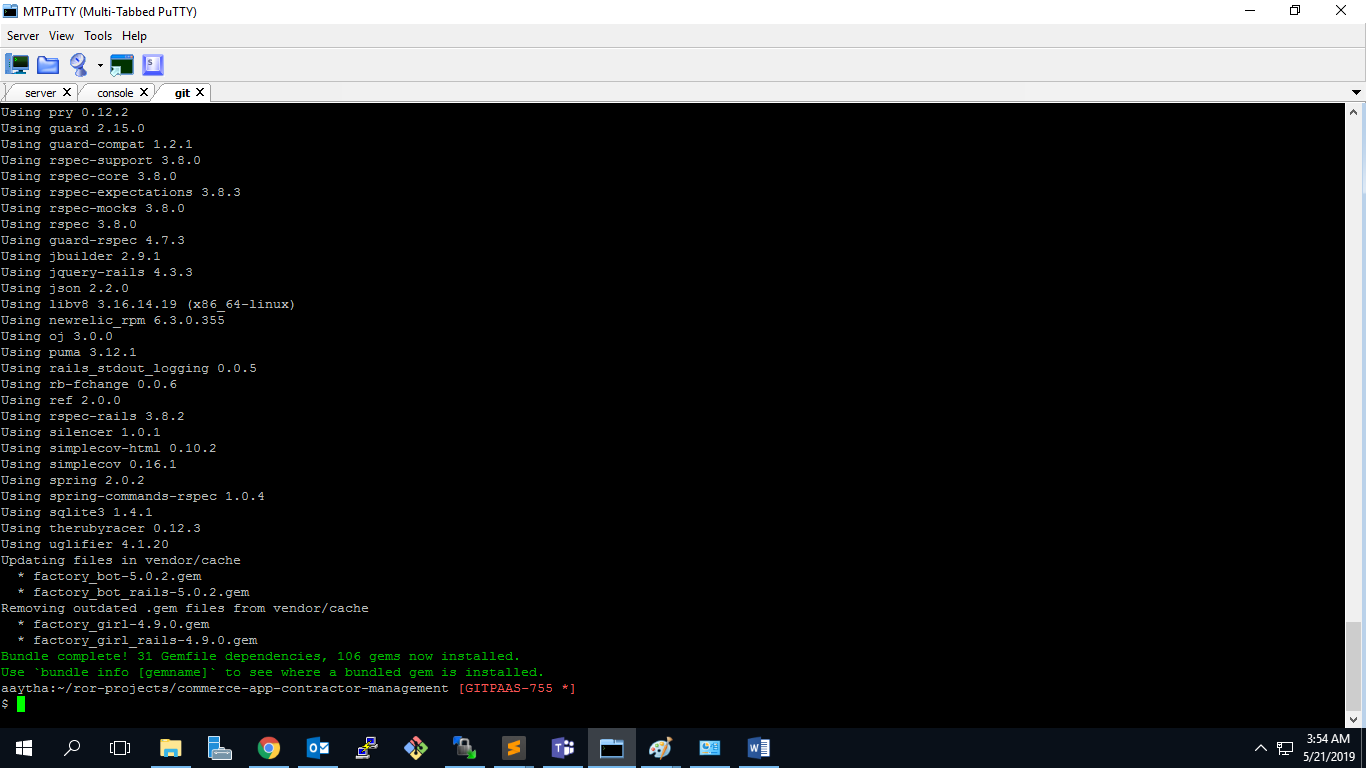 MTPuTTY (Multi-Tabbed PuTTY)
Server View Tools Help
server console git
Using pry 0.12.2
Using guard 2.15.0
Using guard-compat 1.2.1
Using rspec-support 3.8.0
Using rspec-core 3.8.0
Using rspec-expectations 3.8.3
Using rspec-mocks 3.8.0
Using rspec 3.8.0
Using guard-rspec 4.7.3
Using jbuilder 2.9.1
Using jquery-rails 4.3.3
Using json 2.2.0
Using libv8 3.16.14.19 (x86_64-linux)
Using newrelic_rpm 6.3.0.355
Using oj 3.0.0
Using puma 3.12.1
Using rails_stdout_logging 0.0.5
Using rb-fchange 0.0.6
Using ref 2.0.0
Using rspec-rails 3.8.2
Using silencer 1.0.1
Using simplecov-html 0.10.2
Using simplecov 0.16.1
Using spring 2.0.2
Using spring-commands-rspec 1.0.4
Using sqlite3 1.4.1
Using therubyracer 0.12.3
Using uglifier 4.1.20
Updating files in vendor/cache
  * factory_bot-5.0.2.gem
  * factory_bot_rails-5.0.2.gem
Removing outdated .gem files from vendor/cache
  * factory_girl-4.9.0.gem
  * factory_girl_rails-4.9.0.gem
Bundle complete! 31 Gemfile dependencies, 106 gems now installed.
Use `bundle info [gemname]` to see where a bundled gem is installed.
aaytha:~/ror-projects/commerce-app-contractor-management [GITPAAS-755 *]
$
3:54 AM
5/21/2019